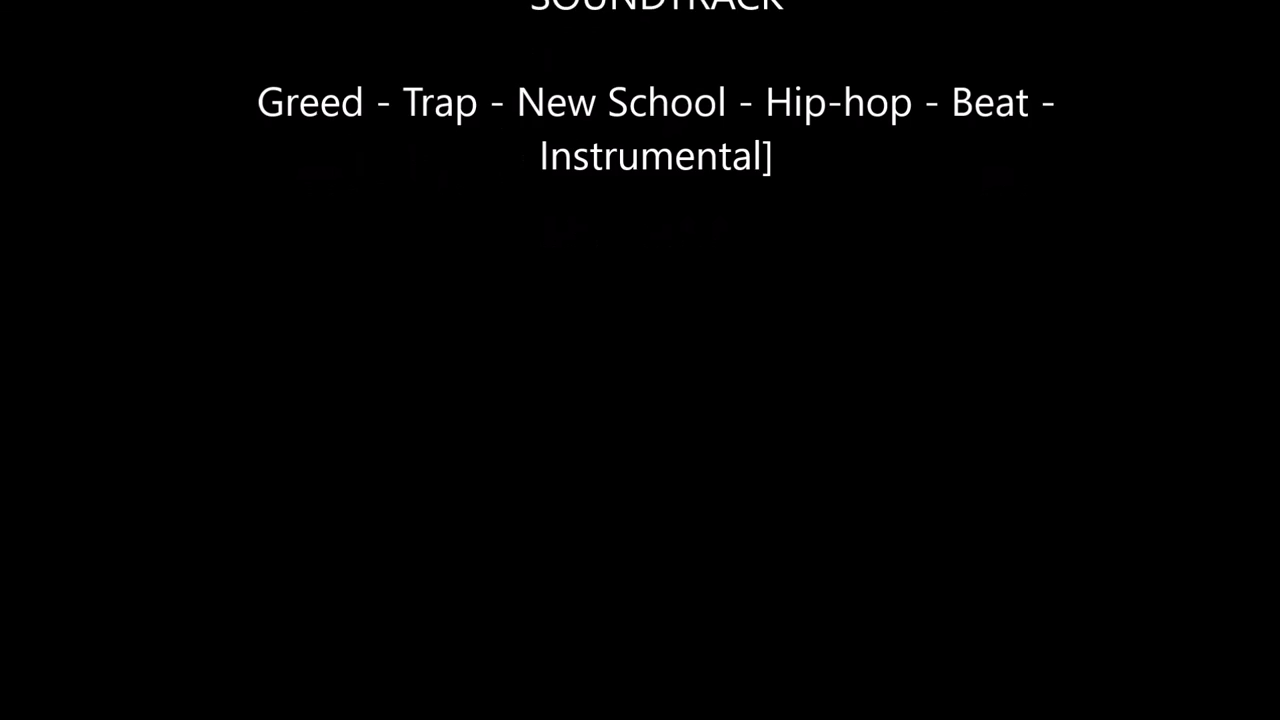 SOUNDTRACK
Greed - Trap - New School - Hip-hop - Beat -
Instrumental]